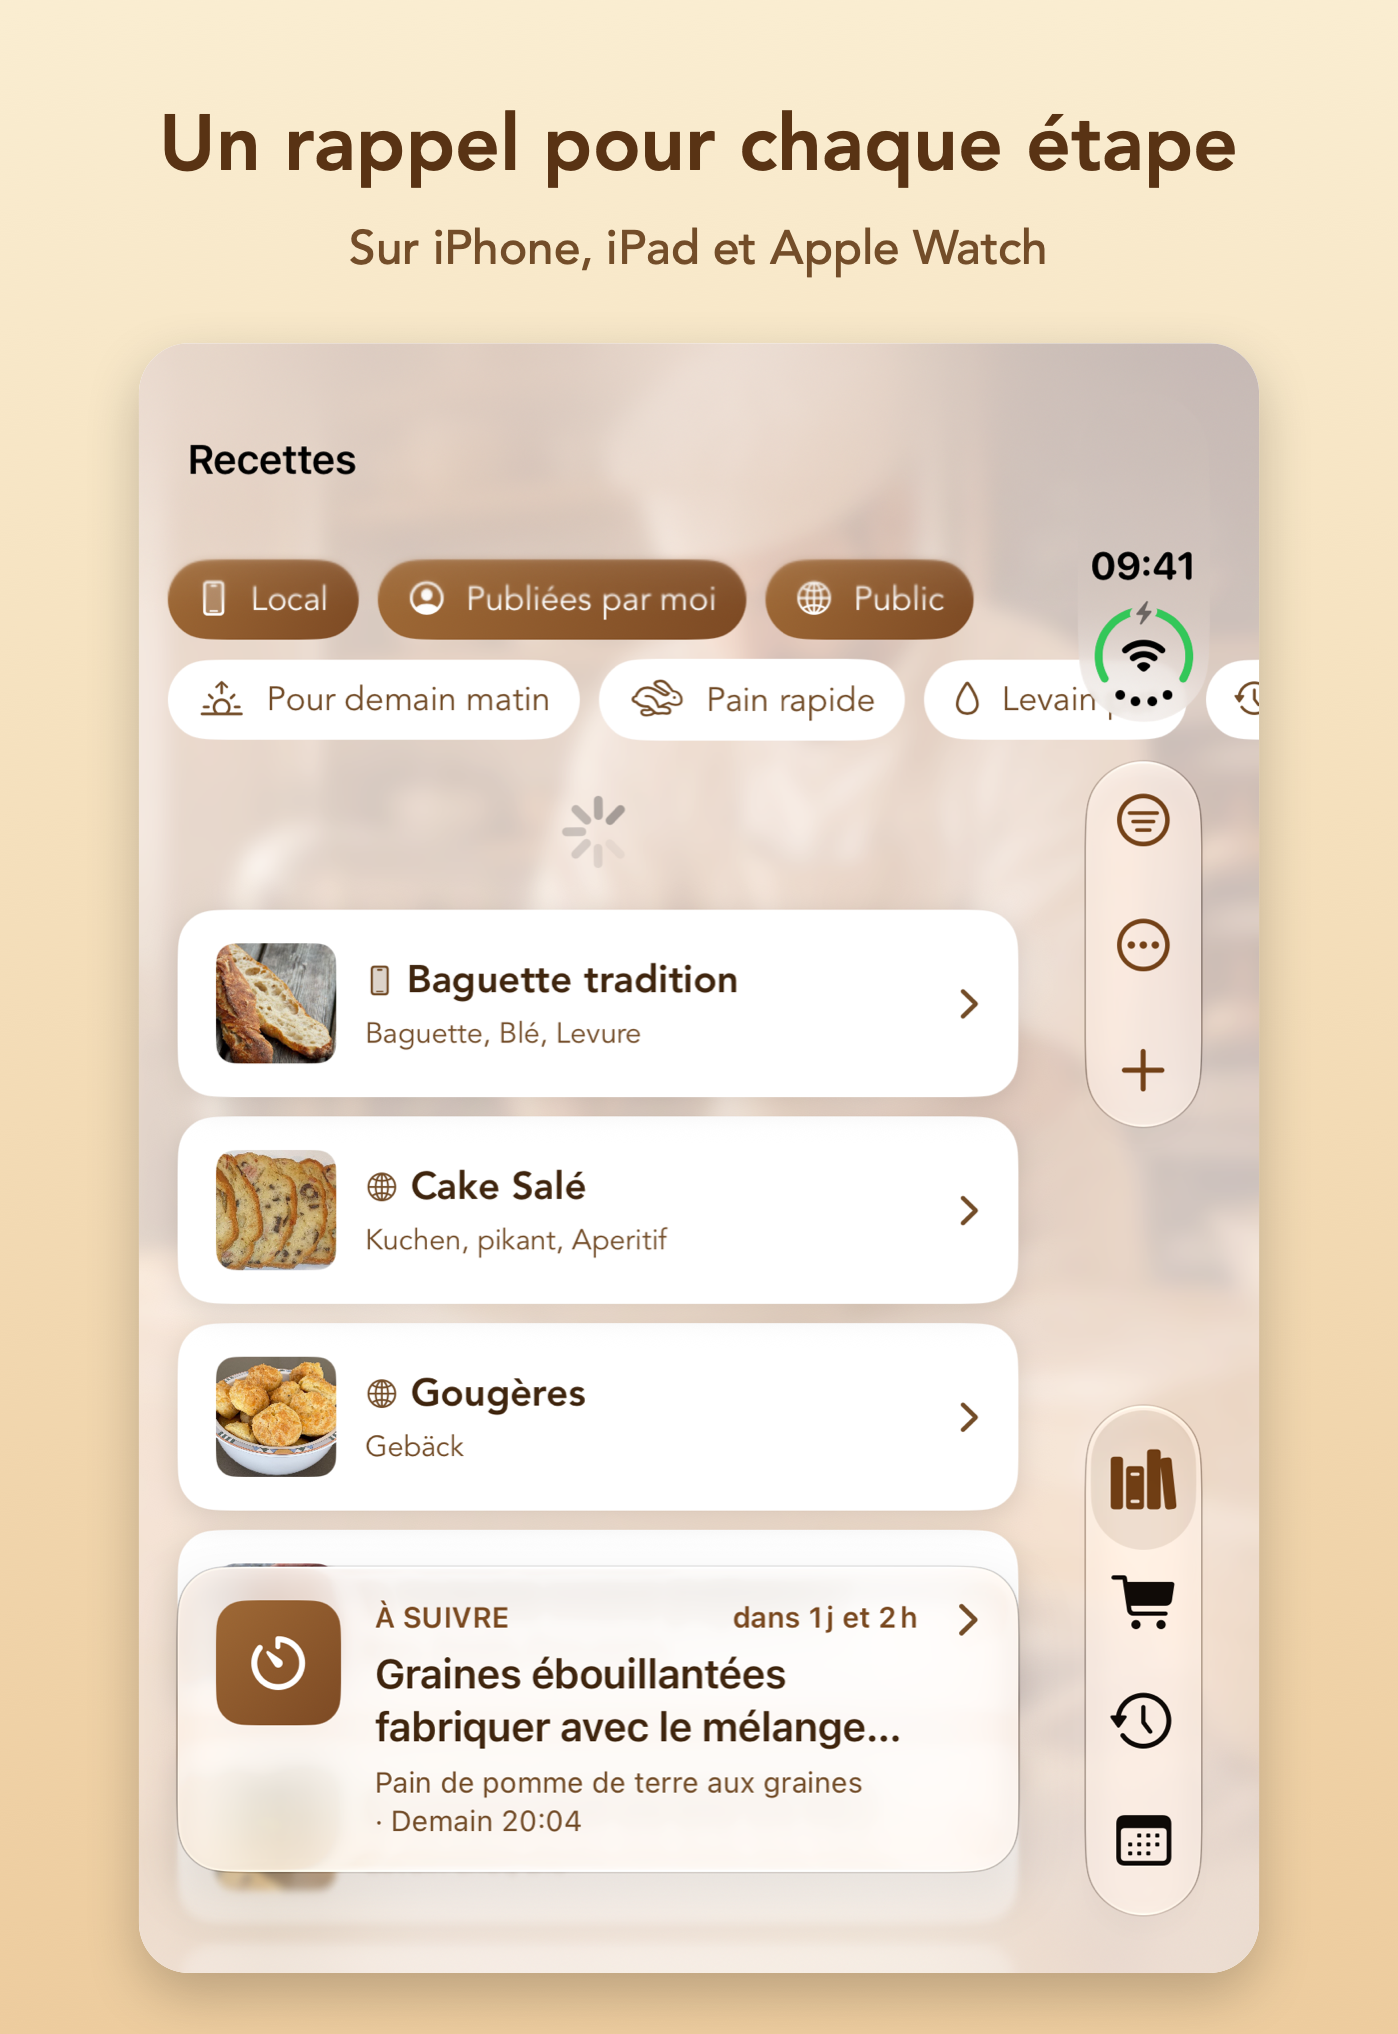 Un rappel pour chaque étape
Sur iPhone, iPad et Apple Watch
Recettes
09:41
Local
Publiées par moi
Public
Pour demain matin
Pain rapide
Levain
Baguette tradition
Baguette, Blé, Levure
Cake Salé
Kuchen, pikant, Aperitif
Gougères
Gebäck
À SUIVRE
dans 1 j et 2 h
Graines ébouillantées
fabriquer avec le mélange...
Pain de pomme de terre aux graines
· Demain 20:04